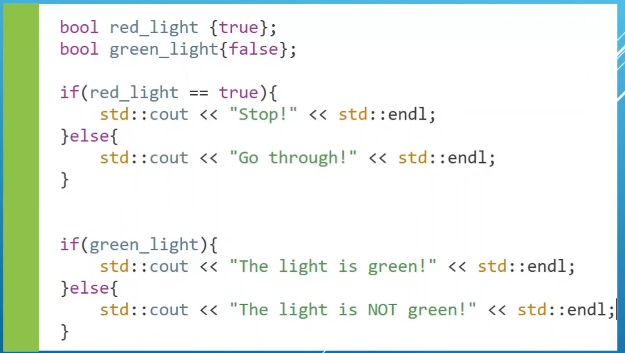 bool red_light {true};
bool green_light{false};
if(red_light == true){
    std::cout << "Stop!" << std::endl;
}else{
    std::cout << "Go through!" << std::endl;
}
if(green_light){
    std::cout << "The light is green!" << std::endl;
}else{
    std::cout << "The light is NOT green!" << std::endl;
}